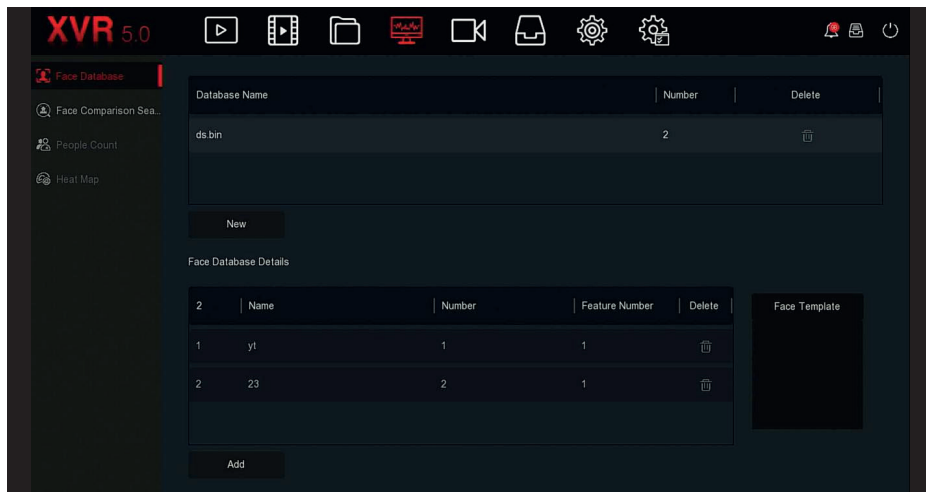 XVR 5.0
Face Database
Face Comparison Sea...
People Count
Heat Map
Database Name Number Delete
ds.bin 2
New
Face Database Details
2 Name Number Feature Number Delete Face Template
1 yt 1 1
2 23 2 1
Add